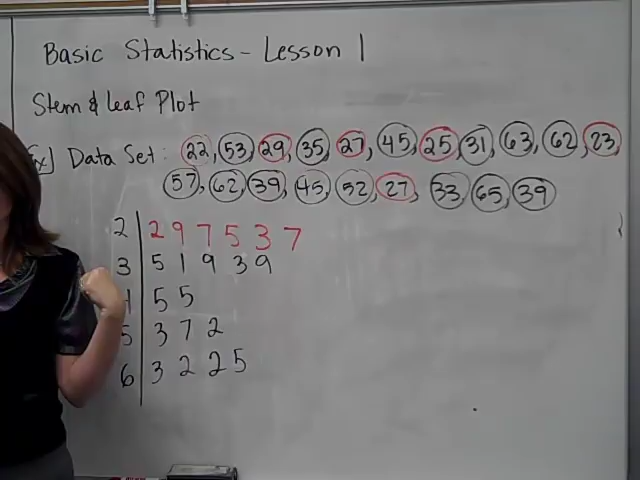 Basic Statistics - Lesson 1
Stem & Leaf Plot
Ex] Data Set: 22, 53, 29, 35, 27, 45, 25, 31, 63, 62, 23,
57, 62, 39, 45, 52, 27, 33, 65, 39
2 | 2 9 7 5 3 7
3 | 5 1 9 3 9
4 | 5 5
5 | 3 7 2
6 | 3 2 2 5